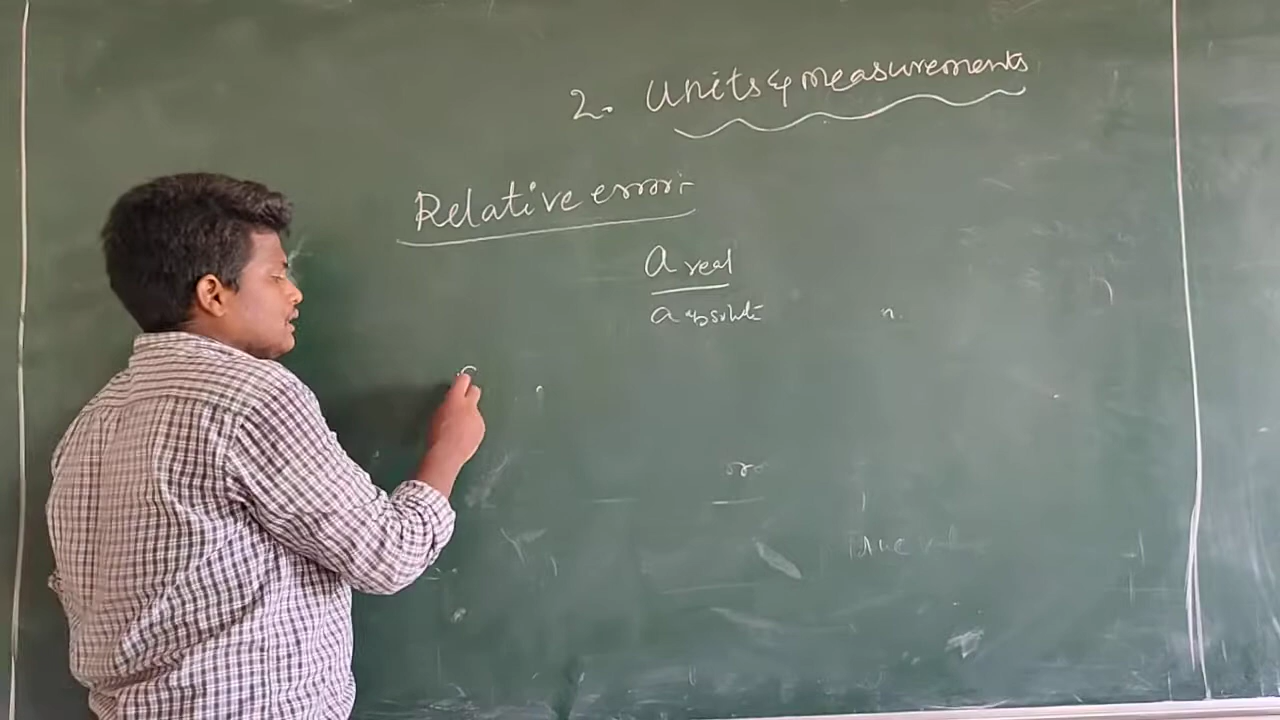 2. Units & measurements
Relative error:-
a real
a absolute
n.